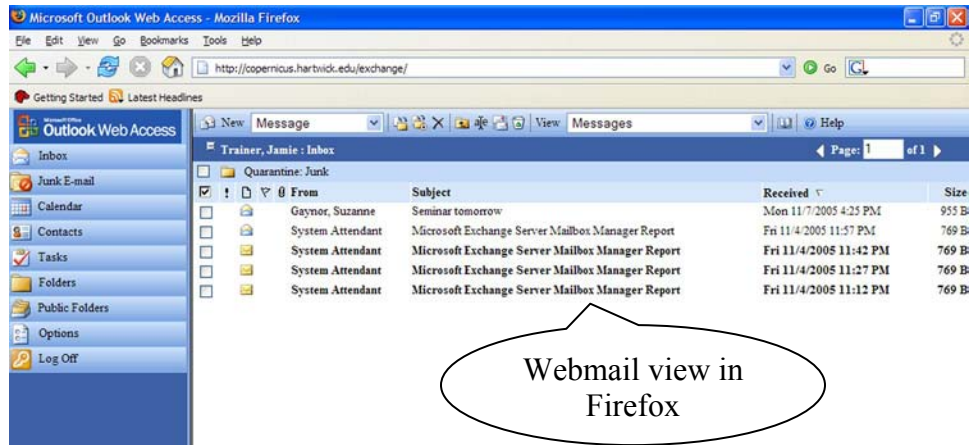 Microsoft Outlook Web Access - Mozilla Firefox
File Edit View Go Bookmarks Tools Help
http://copernicus.hartwick.edu/exchange/ Go G
Getting Started Latest Headlines
Microsoft Office
Outlook Web Access
New Message View Messages Help
Inbox
Junk E-mail
Calendar
Contacts
Tasks
Folders
Public Folders
Options
Log Off
Trainer, Jamie : Inbox Page: 1 of 1
Quarantine: Junk
! From Subject Received Size
Gaynor, Suzanne Seminar tomorrow Mon 11/7/2005 4:25 PM 955 B
System Attendant Microsoft Exchange Server Mailbox Manager Report Fri 11/4/2005 11:57 PM 769 B
System Attendant Microsoft Exchange Server Mailbox Manager Report Fri 11/4/2005 11:42 PM 769 B
System Attendant Microsoft Exchange Server Mailbox Manager Report Fri 11/4/2005 11:27 PM 769 B
System Attendant Microsoft Exchange Server Mailbox Manager Report Fri 11/4/2005 11:12 PM 769 B
Webmail view in
Firefox